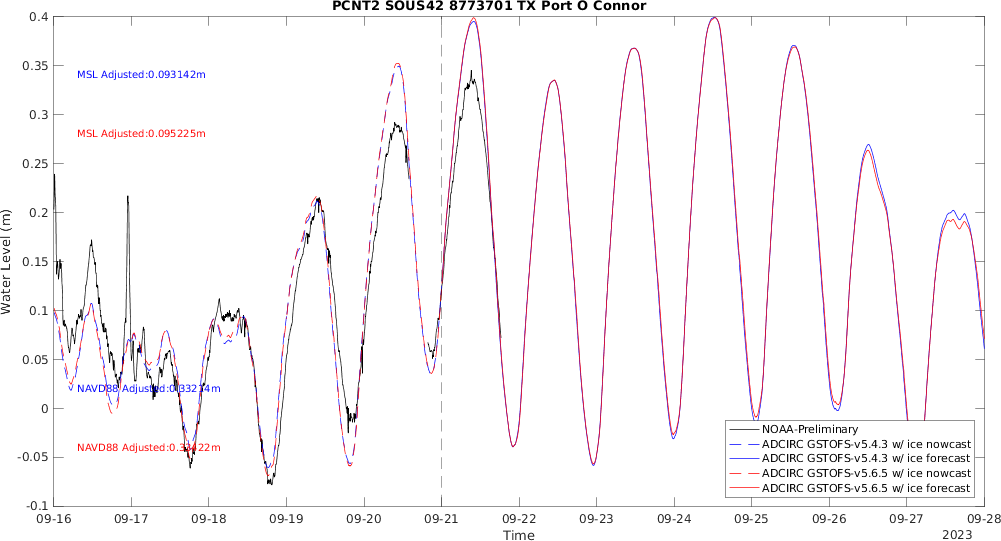 PCNT2 SOUS42 8773701 TX Port O Connor
0.4
0.35
0.3
0.25
0.2
0.15
0.1
0.05
0
-0.05
-0.1
Water Level (m)
MSL Adjusted:0.093142m
MSL Adjusted:0.095225m
NAVD88 Adjusted:0.33214m
NAVD88 Adjusted:0.33422m
NOAA-Preliminary
ADCIRC GSTOFS-v5.4.3 w/ ice nowcast
ADCIRC GSTOFS-v5.4.3 w/ ice forecast
ADCIRC GSTOFS-v5.6.5 w/ ice nowcast
ADCIRC GSTOFS-v5.6.5 w/ ice forecast
09-16 09-17 09-18 09-19 09-20 09-21 09-22 09-23 09-24 09-25 09-26 09-27 09-28
Time
2023